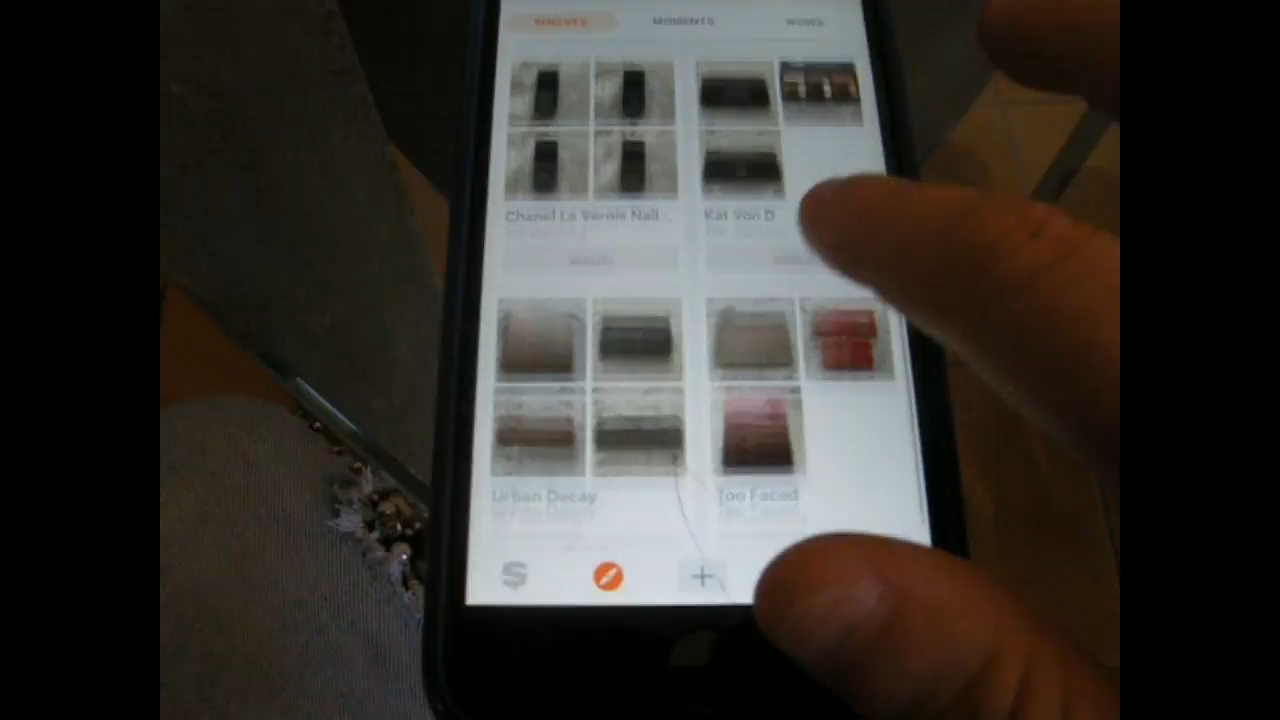 SHELVES MOMENTS WOWS
Chanel Le Vernis Nail... Kat Von D
Urban Decay Too Faced